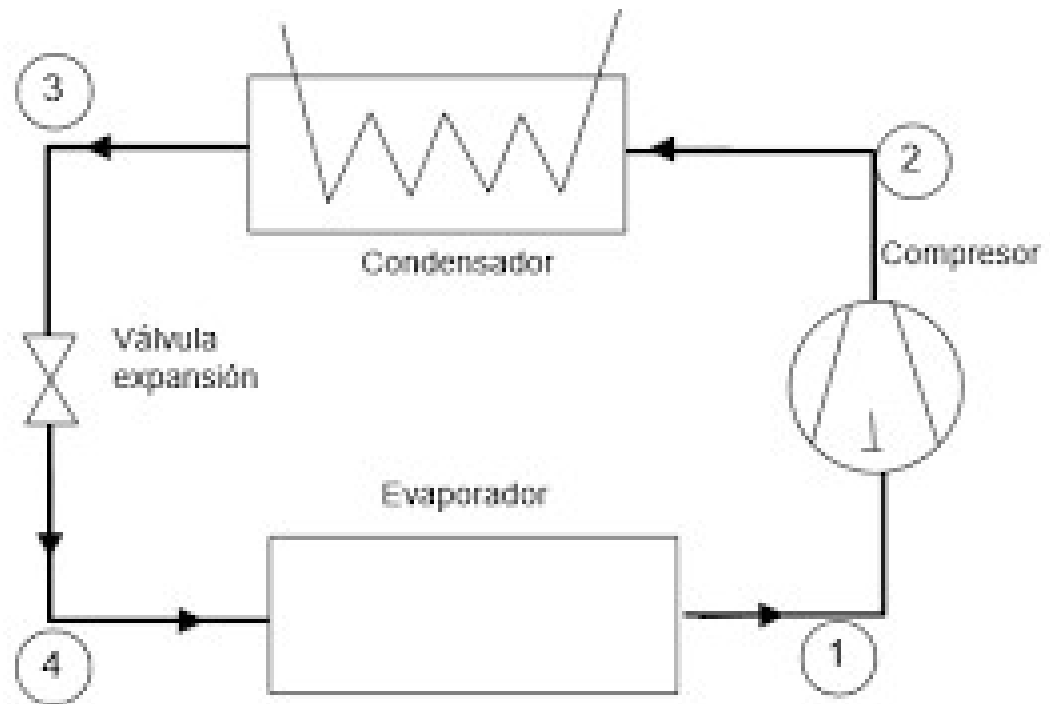 3
2
Condensador
Compresor
Válvula
expansión
Evaporador
4
1